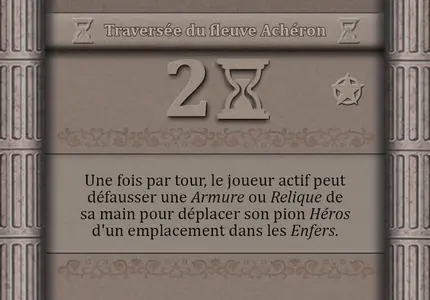 Traversée du fleuve Achéron
2
Une fois par tour, le joueur actif peut
défausser une Armure ou Relique de
sa main pour déplacer son pion Héros
d'un emplacement dans les Enfers.